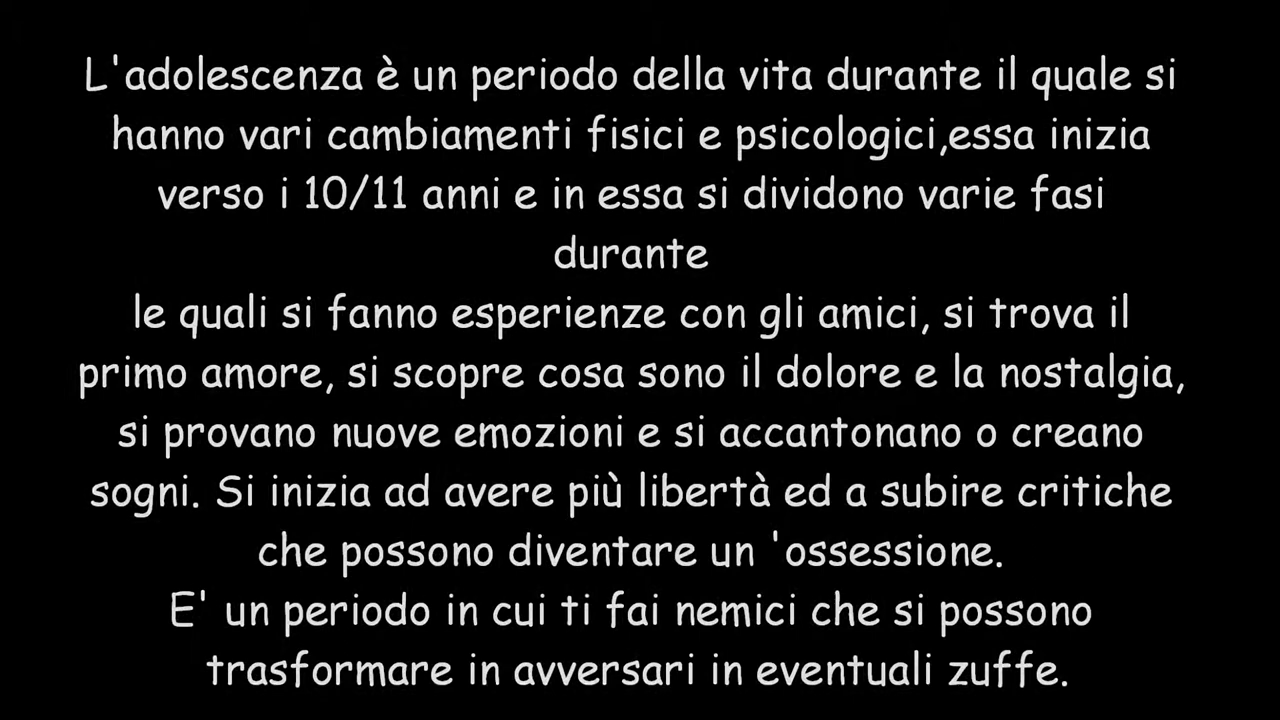 L'adolescenza è un periodo della vita durante il quale si
hanno vari cambiamenti fisici e psicologici,essa inizia
verso i 10/11 anni e in essa si dividono varie fasi
durante
le quali si fanno esperienze con gli amici, si trova il
primo amore, si scopre cosa sono il dolore e la nostalgia,
si provano nuove emozioni e si accantonano o creano
sogni. Si inizia ad avere più libertà ed a subire critiche
che possono diventare un 'ossessione.
E' un periodo in cui ti fai nemici che si possono
trasformare in avversari in eventuali zuffe.